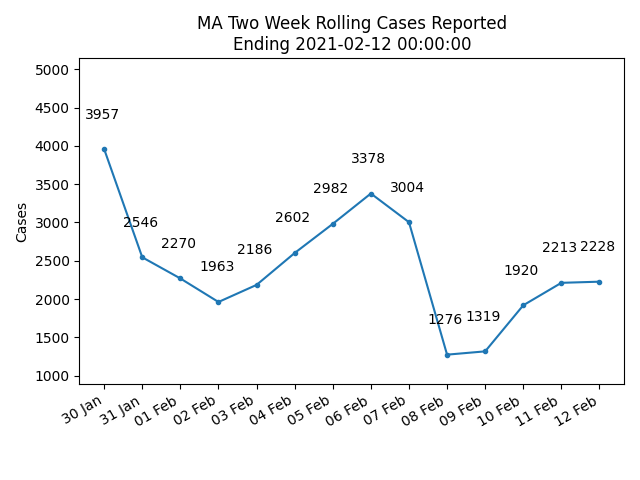 MA Two Week Rolling Cases Reported
Ending 2021-02-12 00:00:00
5000
4500
4000
3500
3000
2500
2000
1500
1000
Cases
3957
2546
2270
1963
2186
2602
2982
3378
3004
1276
1319
1920
2213
2228
30 Jan
31 Jan
01 Feb
02 Feb
03 Feb
04 Feb
05 Feb
06 Feb
07 Feb
08 Feb
09 Feb
10 Feb
11 Feb
12 Feb